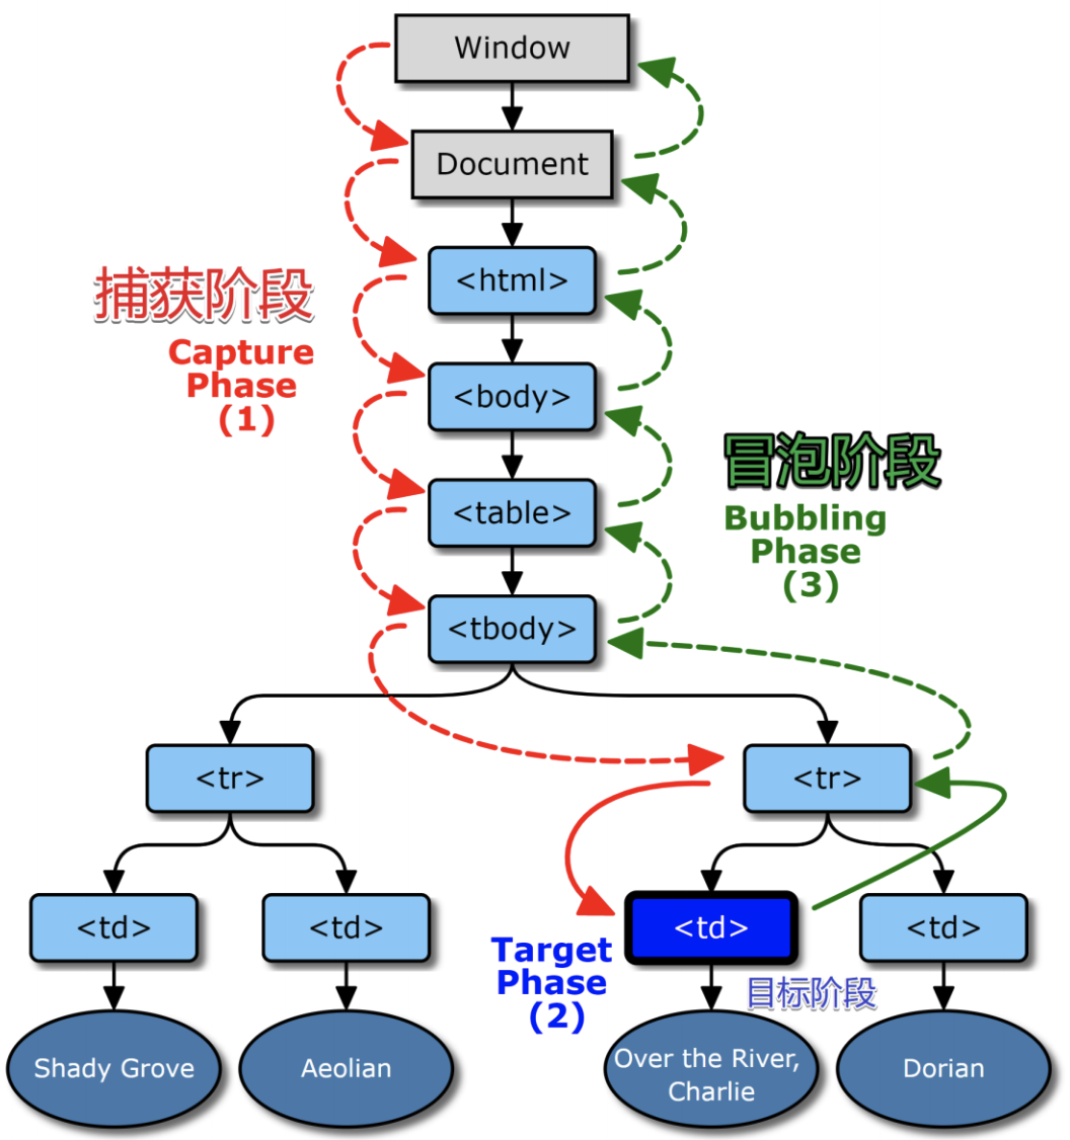 Window
Document
<html>
捕获阶段
Capture
Phase
(1)
<body>
冒泡阶段
<table>
Bubbling
Phase
(3)
<tbody>
<tr>
<tr>
<td>
<td>
<td>
<td>
Target
Phase
(2)
目标阶段
Shady Grove
Aeolian
Over the River,
Charlie
Dorian